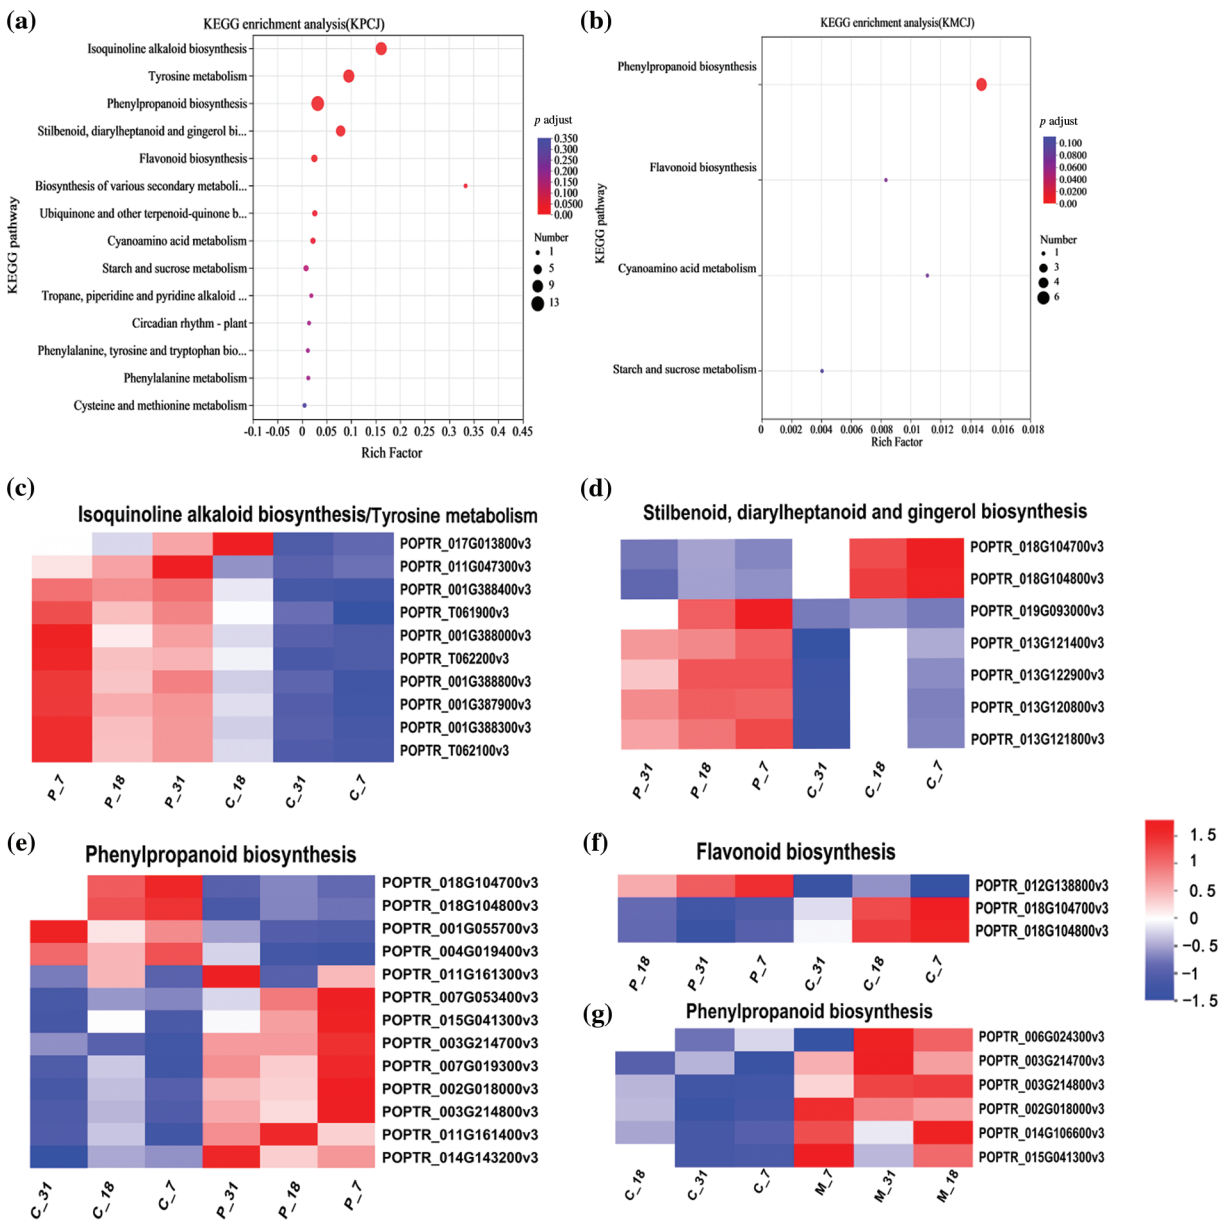 (a)
KEGG enrichment analysis(KPCJ)
Isoquinoline alkaloid biosynthesis
Tyrosine metabolism
Phenylpropanoid biosynthesis
Stilbenoid, diarylheptanoid and gingerol bi...
Flavonoid biosynthesis
Biosynthesis of various secondary metaboli...
Ubiquinone and other terpenoid-quinone b...
Cyanoamino acid metabolism
Starch and sucrose metabolism
Tropane, piperidine and pyridine alkaloid ...
Circadian rhythm - plant
Phenylalanine, tyrosine and tryptophan bio...
Phenylalanine metabolism
Cysteine and methionine metabolism
KEGG pathway
-0.1 -0.05 0 0.05 0.1 0.15 0.2 0.25 0.3 0.35 0.4 0.45
Rich Factor
p adjust
0.350
0.300
0.250
0.200
0.150
0.100
0.0500
0.00
Number
1
5
9
13
(b)
KEGG enrichment analysis(KMCJ)
Phenylpropanoid biosynthesis
Flavonoid biosynthesis
Cyanoamino acid metabolism
Starch and sucrose metabolism
KEGG pathway
0 0.002 0.004 0.006 0.008 0.01 0.012 0.014 0.016 0.018
Rich Factor
p adjust
0.100
0.0800
0.0600
0.0400
0.0200
0.00
Number
1
3
4
6
(c)
Isoquinoline alkaloid biosynthesis/Tyrosine metabolism
POPTR_017G013800v3
POPTR_011G047300v3
POPTR_001G388400v3
POPTR_T061900v3
POPTR_001G388000v3
POPTR_T062200v3
POPTR_001G388800v3
POPTR_001G387900v3
POPTR_001G388300v3
POPTR_T062100v3
P_7 P_18 P_31 C_18 C_31 C_7
(d)
Stilbenoid, diarylheptanoid and gingerol biosynthesis
POPTR_018G104700v3
POPTR_018G104800v3
POPTR_019G093000v3
POPTR_013G121400v3
POPTR_013G122900v3
POPTR_013G120800v3
POPTR_013G121800v3
P_31 P_18 P_7 C_31 C_18 C_7
(e)
Phenylpropanoid biosynthesis
POPTR_018G104700v3
POPTR_018G104800v3
POPTR_001G055700v3
POPTR_004G019400v3
POPTR_011G161300v3
POPTR_007G053400v3
POPTR_015G041300v3
POPTR_003G214700v3
POPTR_007G019300v3
POPTR_002G018000v3
POPTR_003G214800v3
POPTR_011G161400v3
POPTR_014G143200v3
C_31 C_18 C_7 P_31 P_18 P_7
(f)
Flavonoid biosynthesis
POPTR_012G138800v3
POPTR_018G104700v3
POPTR_018G104800v3
P_18 P_31 P_7 C_31 C_18 C_7
(g)
Phenylpropanoid biosynthesis
POPTR_006G024300v3
POPTR_003G214700v3
POPTR_003G214800v3
POPTR_002G018000v3
POPTR_014G106600v3
POPTR_015G041300v3
C_18 C_31 C_7 M_7 M_31 M_18
1.5
1
0.5
0
−0.5
−1
−1.5